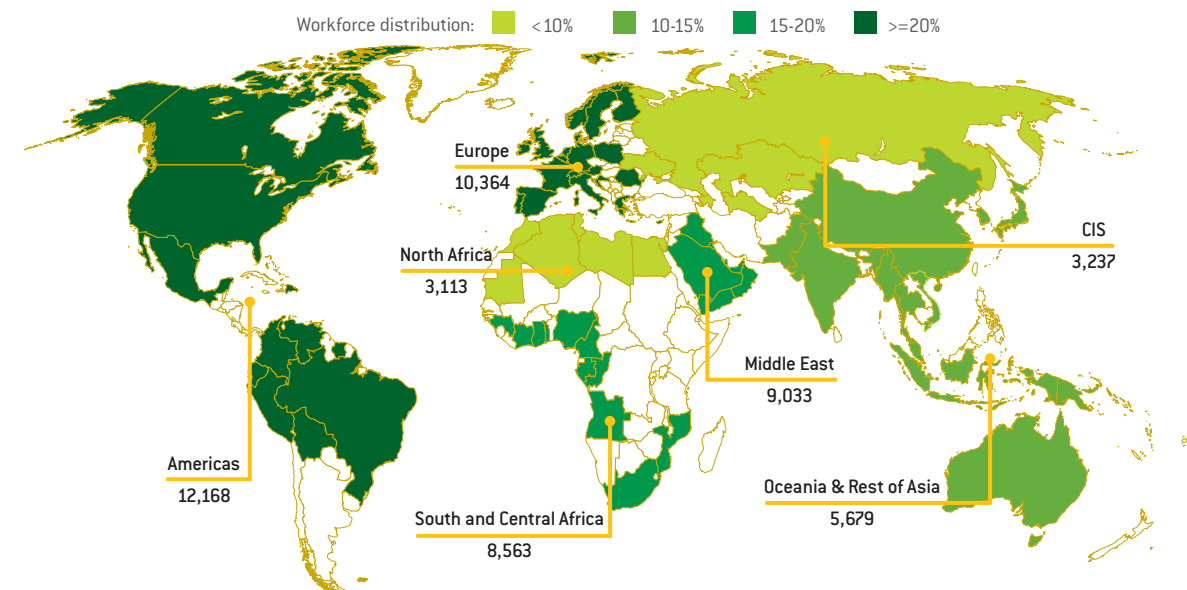 Workforce distribution: <10% 10-15% 15-20% >=20%
Europe
10,364
CIS
3,237
North Africa
3,113
Middle East
9,033
Americas
12,168
Oceania & Rest of Asia
5,679
South and Central Africa
8,563